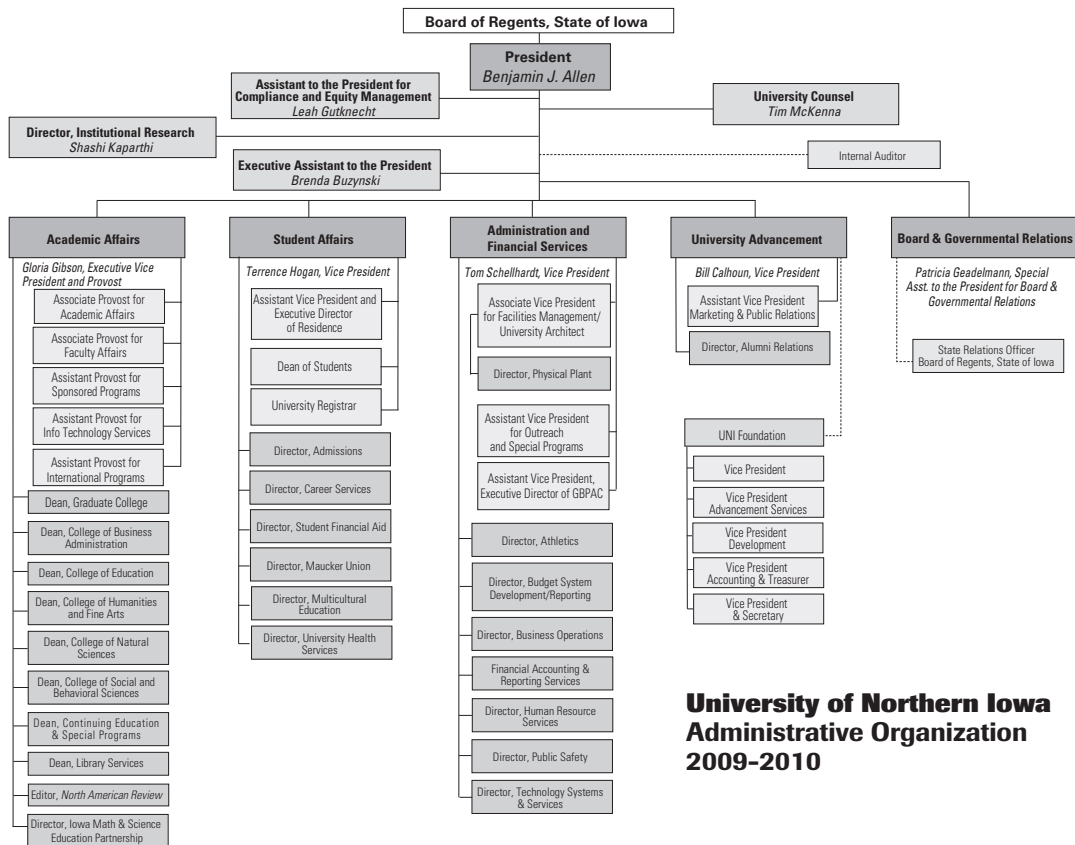 Board of Regents, State of Iowa
President
Benjamin J. Allen
Assistant to the President for
Compliance and Equity Management
Leah Gutknecht
University Counsel
Tim McKenna
Director, Institutional Research
Shashi Kaparthi
Internal Auditor
Executive Assistant to the President
Brenda Buzynski
Academic Affairs
Gloria Gibson, Executive Vice
President and Provost
Associate Provost for
Academic Affairs
Associate Provost for
Faculty Affairs
Assistant Provost for
Sponsored Programs
Assistant Provost for
Info Technology Services
Assistant Provost for
International Programs
Dean, Graduate College
Dean, College of Business
Administration
Dean, College of Education
Dean, College of Humanities
and Fine Arts
Dean, College of Natural
Sciences
Dean, College of Social and
Behavioral Sciences
Dean, Continuing Education
& Special Programs
Dean, Library Services
Editor, North American Review
Director, Iowa Math & Science
Education Partnership
Student Affairs
Terrence Hogan, Vice President
Assistant Vice President and
Executive Director
of Residence
Dean of Students
University Registrar
Director, Admissions
Director, Career Services
Director, Student Financial Aid
Director, Maucker Union
Director, Multicultural
Education
Director, University Health
Services
Administration and
Financial Services
Tom Schellhardt, Vice President
Associate Vice President
for Facilities Management/
University Architect
Director, Physical Plant
Assistant Vice President
for Outreach
and Special Programs
Assistant Vice President,
Executive Director of GBPAC
Director, Athletics
Director, Budget System
Development/Reporting
Director, Business Operations
Financial Accounting &
Reporting Services
Director, Human Resource
Services
Director, Public Safety
Director, Technology Systems
& Services
University Advancement
Bill Calhoun, Vice President
Assistant Vice President
Marketing & Public Relations
Director, Alumni Relations
UNI Foundation
Vice President
Vice President
Advancement Services
Vice President
Development
Vice President
Accounting & Treasurer
Vice President
& Secretary
Board & Governmental Relations
Patricia Geadelmann, Special
Asst. to the President for Board &
Governmental Relations
State Relations Officer
Board of Regents, State of Iowa
University of Northern Iowa
Administrative Organization
2009-2010